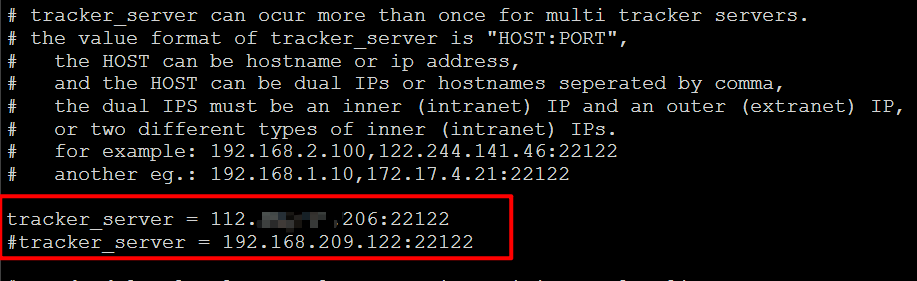 # tracker_server can ocur more than once for multi tracker servers.
# the value format of tracker_server is "HOST:PORT",
#   the HOST can be hostname or ip address,
#   and the HOST can be dual IPs or hostnames seperated by comma,
#   the dual IPS must be an inner (intranet) IP and an outer (extranet) IP,
#   or two different types of inner (intranet) IPs.
#   for example: 192.168.2.100,122.244.141.46:22122
#   another eg.: 192.168.1.10,172.17.4.21:22122
tracker_server = 112. .206:22122
#tracker_server = 192.168.209.122:22122